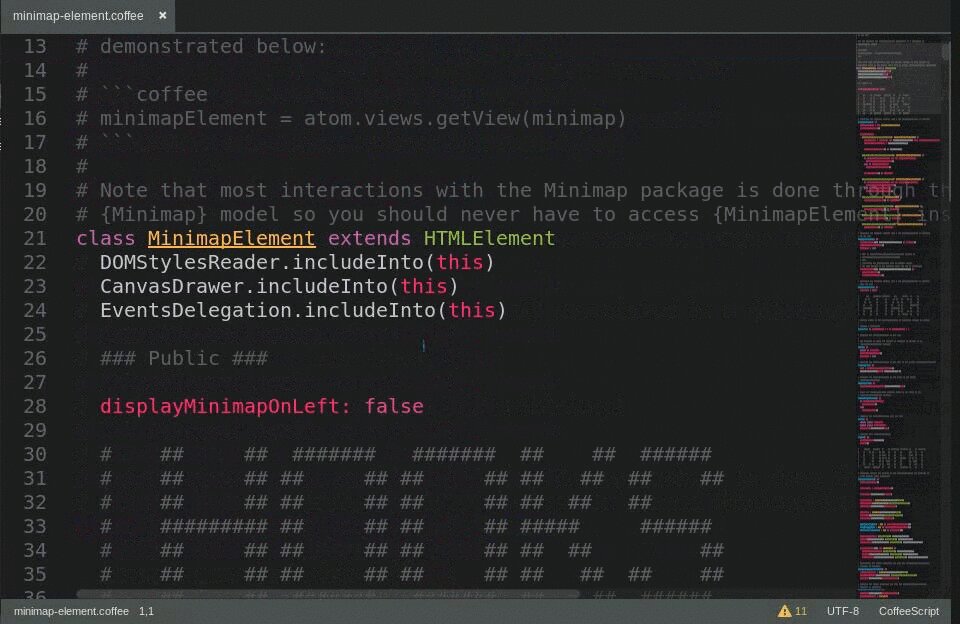 minimap-element.coffee ×
13 # demonstrated below:
14 #
15 # ```coffee
16 # minimapElement = atom.views.getView(minimap)
17 # ```
18 #
18 #
19 # Note that most interactions with the Minimap package is done through th
20 # {Minimap} model so you should never have to access {MinimapElement} ins
21 class MinimapElement extends HTMLElement
22 DOMStylesReader.includeInto(this)
23 CanvasDrawer.includeInto(this)
24 EventsDelegation.includeInto(this)
25
26 ### Public ###
27
28 displayMinimapOnLeft: false
29
30 #    ##     ##  #######   #######  ##    ##  ######
31 #    ##     ## ##     ## ##     ## ##   ##  ##    ##
32 #    ##     ## ##     ## ##     ## ##  ##   ##
33 #    ######### ##     ## ##     ## #####     ######
34 #    ##     ## ##     ## ##     ## ##  ##         ##
35 #    ##     ## ##     ## ##     ## ##   ##  ##    ##
36
HOOKS
ATTACH
CONTENT
minimap-element.coffee 1,1
11 UTF-8 CoffeeScript